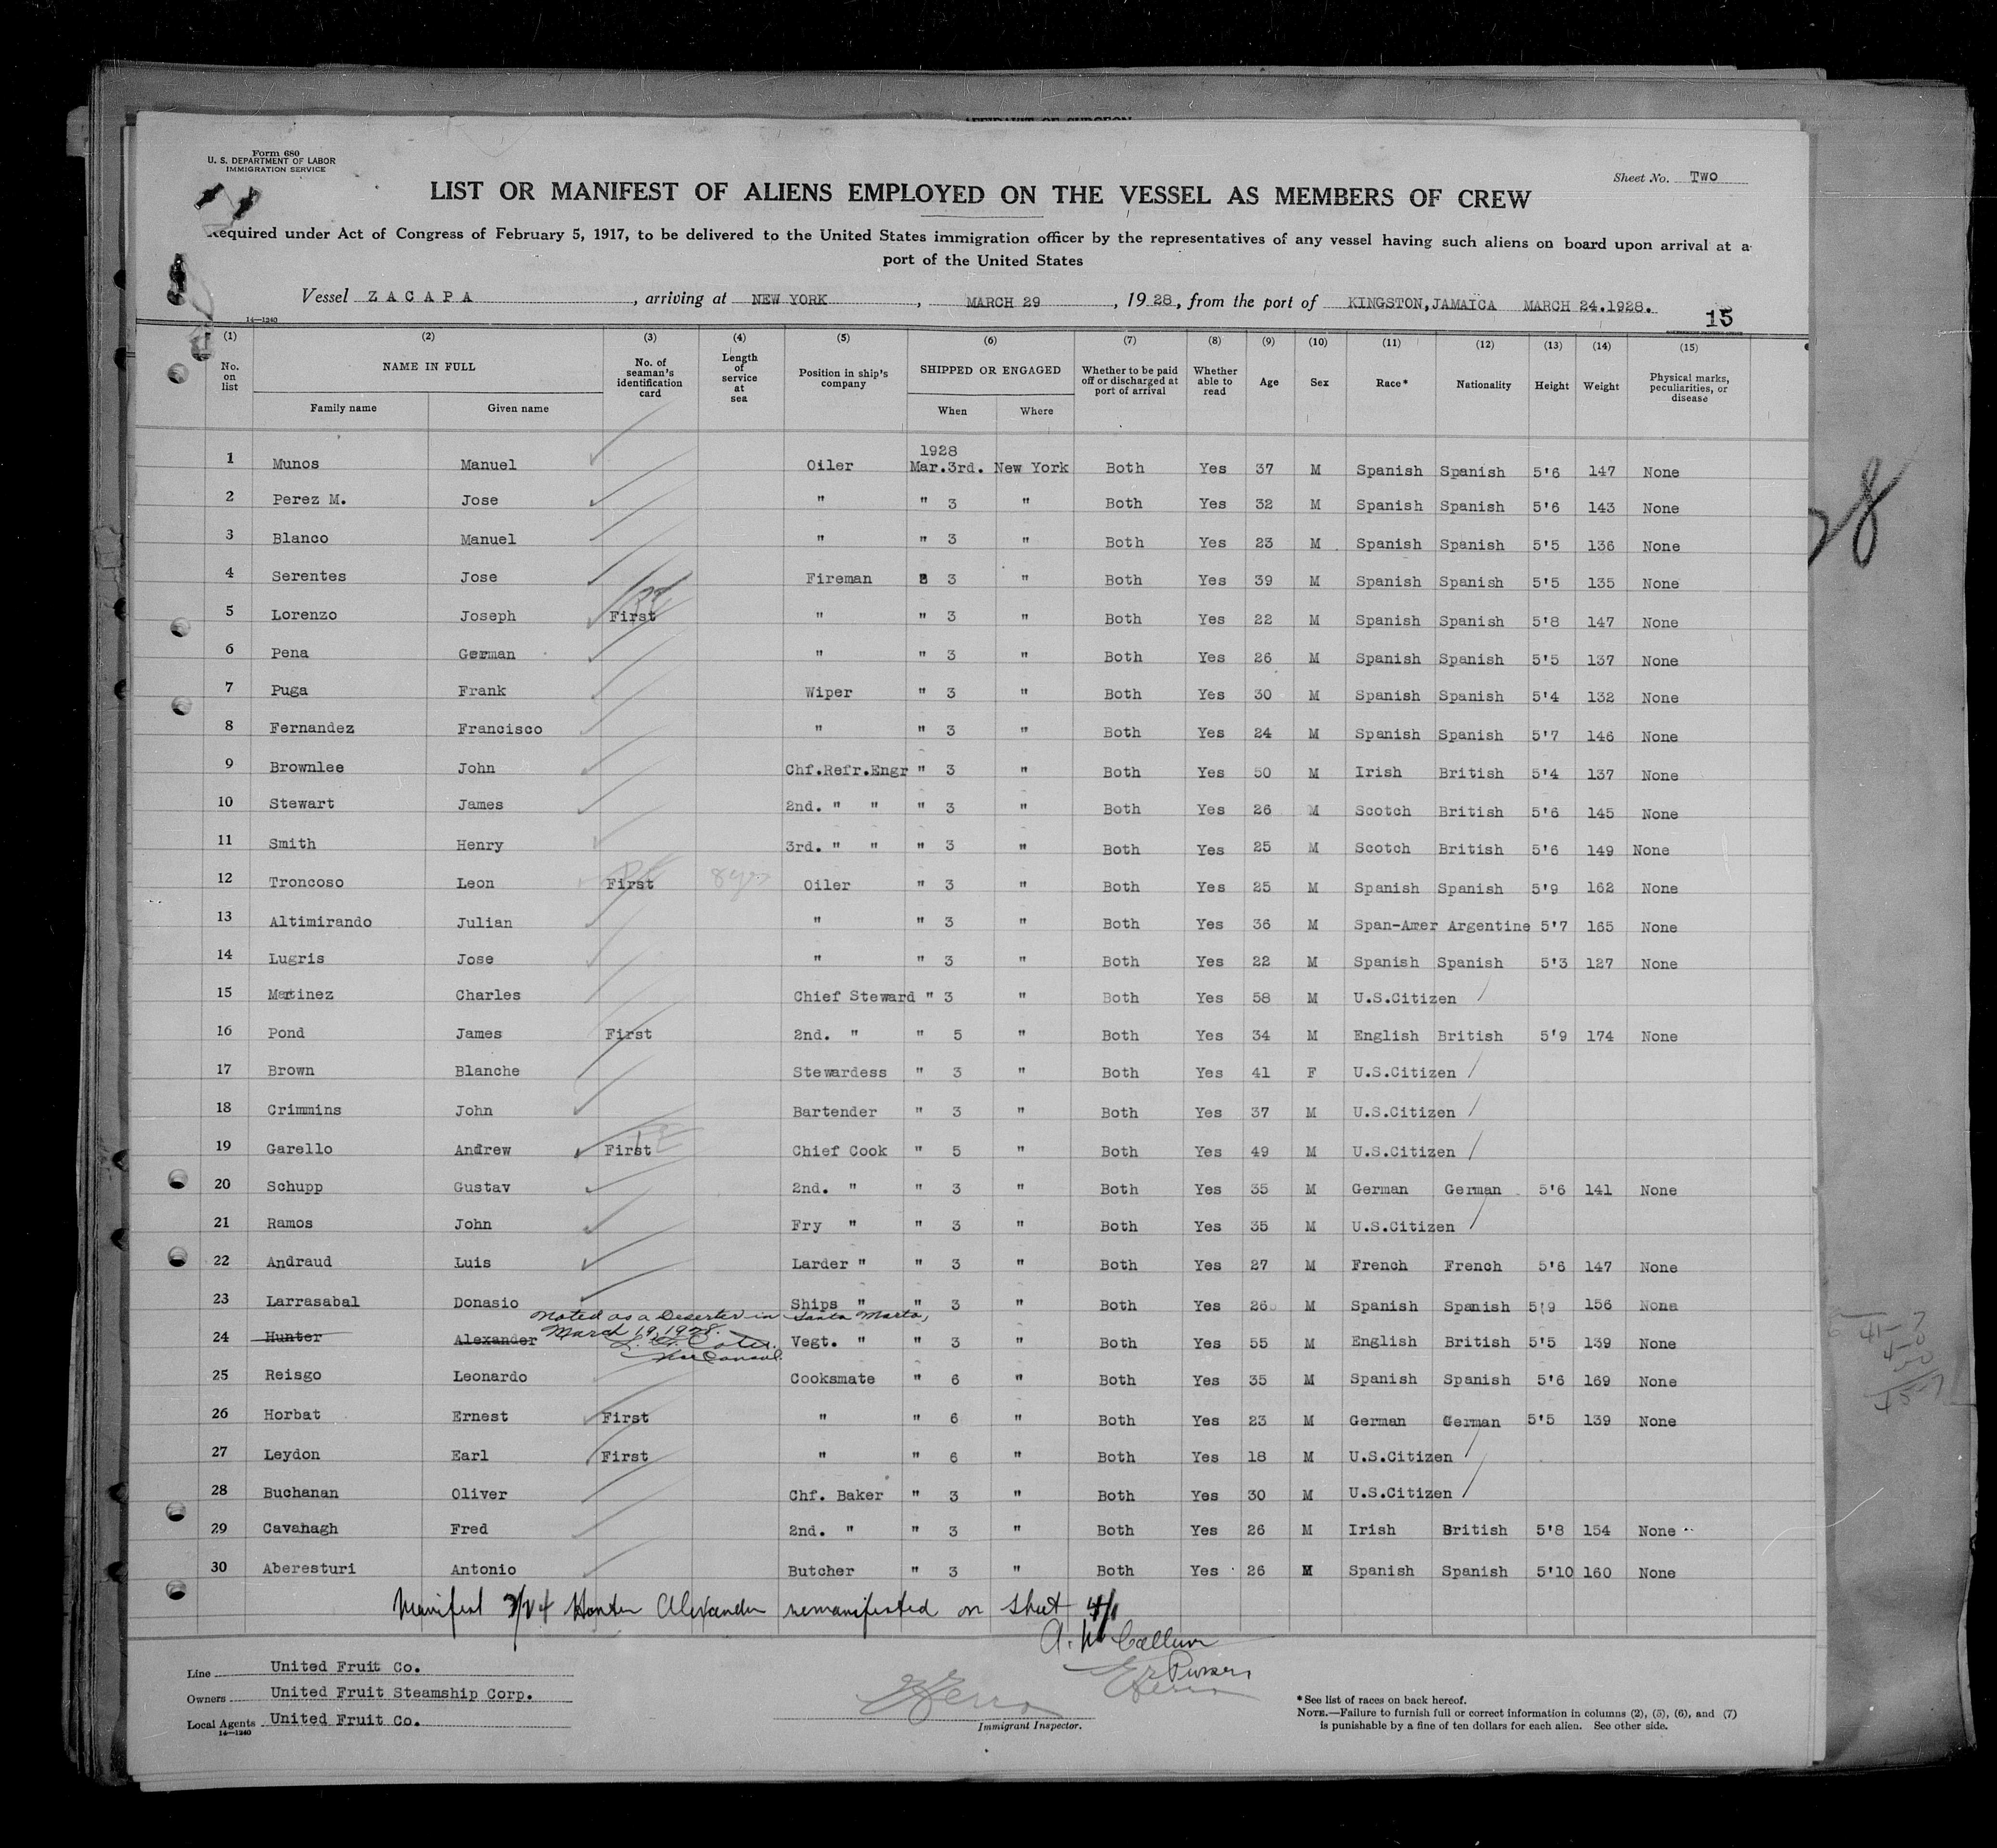 Form 680
U. S. DEPARTMENT OF LABOR
IMMIGRATION SERVICE
Sheet No. Two
LIST OR MANIFEST OF ALIENS EMPLOYED ON THE VESSEL AS MEMBERS OF CREW
Required under Act of Congress of February 5, 1917, to be delivered to the United States immigration officer by the representatives of any vessel having such aliens on board upon arrival at a
port of the United States
Vessel ZACAPA, arriving at NEW YORK, MARCH 29, 1928, from the port of KINGSTON, JAMAICA MARCH 24.1928.
14—1240
15
(1) (2) (3) (4) (5) (6) (7) (8) (9) (10) (11) (12) (13) (14) (15)
No. on list NAME IN FULL No. of seaman's identification card Length of service at sea Position in ship's company SHIPPED OR ENGAGED Whether to be paid off or discharged at port of arrival Whether able to read Age Sex Race* Nationality Height Weight Physical marks, peculiarities, or disease
Family name Given name When Where
1928
1 Munos Manuel Oiler Mar.3rd. New York Both Yes 37 M Spanish Spanish 5'6 147 None
2 Perez M. Jose " " 3 " Both Yes 32 M Spanish Spanish 5'6 143 None
3 Blanco Manuel " " 3 " Both Yes 23 M Spanish Spanish 5'5 136 None
4 Serentes Jose Fireman 3 " Both Yes 39 M Spanish Spanish 5'5 135 None
5 Lorenzo Joseph First " " 3 " Both Yes 22 M Spanish Spanish 5'8 147 None
6 Pena German " " 3 " Both Yes 26 M Spanish Spanish 5'5 137 None
7 Puga Frank Wiper " 3 " Both Yes 30 M Spanish Spanish 5'4 132 None
8 Fernandez Francisco " " 3 " Both Yes 24 M Spanish Spanish 5'7 146 None
9 Brownlee John Chf.Refr.Engr " 3 " Both Yes 50 M Irish British 5'4 137 None
10 Stewart James 2nd. " " " 3 " Both Yes 26 M Scotch British 5'6 145 None
11 Smith Henry 3rd. " " " 3 " Both Yes 25 M Scotch British 5'6 149 None
12 Troncoso Leon First 8 yrs Oiler " 3 " Both Yes 25 M Spanish Spanish 5'9 162 None
13 Altimirando Julian " " 3 " Both Yes 36 M Span-Amer Argentine 5'7 165 None
14 Lugris Jose " " 3 " Both Yes 22 M Spanish Spanish 5'3 127 None
15 Martinez Charles Chief Steward " 3 " Both Yes 58 M U.S.Citizen
16 Pond James First 2nd. " " 5 " Both Yes 34 M English British 5'9 174 None
17 Brown Blanche Stewardess " 3 " Both Yes 41 F U.S.Citizen
18 Crimmins John Bartender " 3 " Both Yes 37 M U.S.Citizen
19 Garello Andrew First Chief Cook " 5 " Both Yes 49 M U.S.Citizen
20 Schupp Gustav 2nd. " " 3 " Both Yes 35 M German German 5'6 141 None
21 Ramos John Fry " " 3 " Both Yes 35 M U.S.Citizen
22 Andraud Luis Larder " " 3 " Both Yes 27 M French French 5'6 147 None
23 Larrasabal Donasio Ships " " 3 " Both Yes 26 M Spanish Spanish 5'9 156 None
Noted as a Deserter in Santa Marta,
March 19, 1928.
24 Hunter Alexander Vegt. " " 3 " Both Yes 55 M English British 5'5 139 None
Vice Consul
25 Reisgo Leonardo Cooksmate " 6 " Both Yes 35 M Spanish Spanish 5'6 169 None
26 Horbat Ernest First " " 6 " Both Yes 23 M German German 5'5 139 None
27 Leydon Earl First " " 6 " Both Yes 18 M U.S.Citizen
28 Buchanan Oliver Chf. Baker " 3 " Both Yes 30 M U.S.Citizen
29 Cavahagh Fred 2nd. " " 3 " Both Yes 26 M Irish British 5'8 154 None
30 Aberesturi Antonio Butcher " 3 " Both Yes 26 M Spanish Spanish 5'10 160 None
Manifest Hunter Alexander remanifested on sheet
A. McCallum
Purser
Line United Fruit Co.
Owners United Fruit Steamship Corp.
Local Agents United Fruit Co.
14—1240
Immigrant Inspector.
*See list of races on back hereof.
NOTE.—Failure to furnish full or correct information in columns (2), (5), (6), and (7)
is punishable by a fine of ten dollars for each alien. See other side.